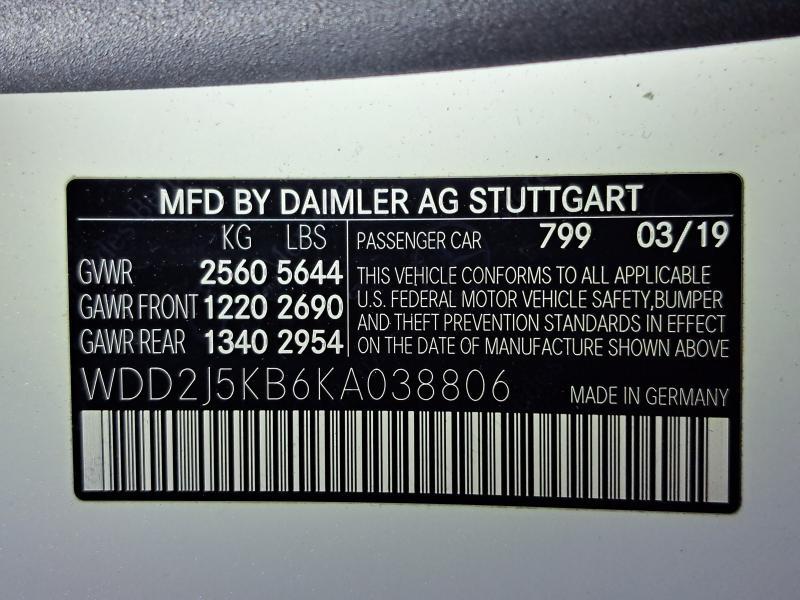 MFD BY DAIMLER AG STUTTGART
KG LBS
GVWR 2560 5644
GAWR FRONT 1220 2690
GAWR REAR 1340 2954
PASSENGER CAR 799 03/19
THIS VEHICLE CONFORMS TO ALL APPLICABLE
U.S. FEDERAL MOTOR VEHICLE SAFETY,BUMPER
AND THEFT PREVENTION STANDARDS IN EFFECT
ON THE DATE OF MANUFACTURE SHOWN ABOVE
WDD2J5KB6KA038806 MADE IN GERMANY